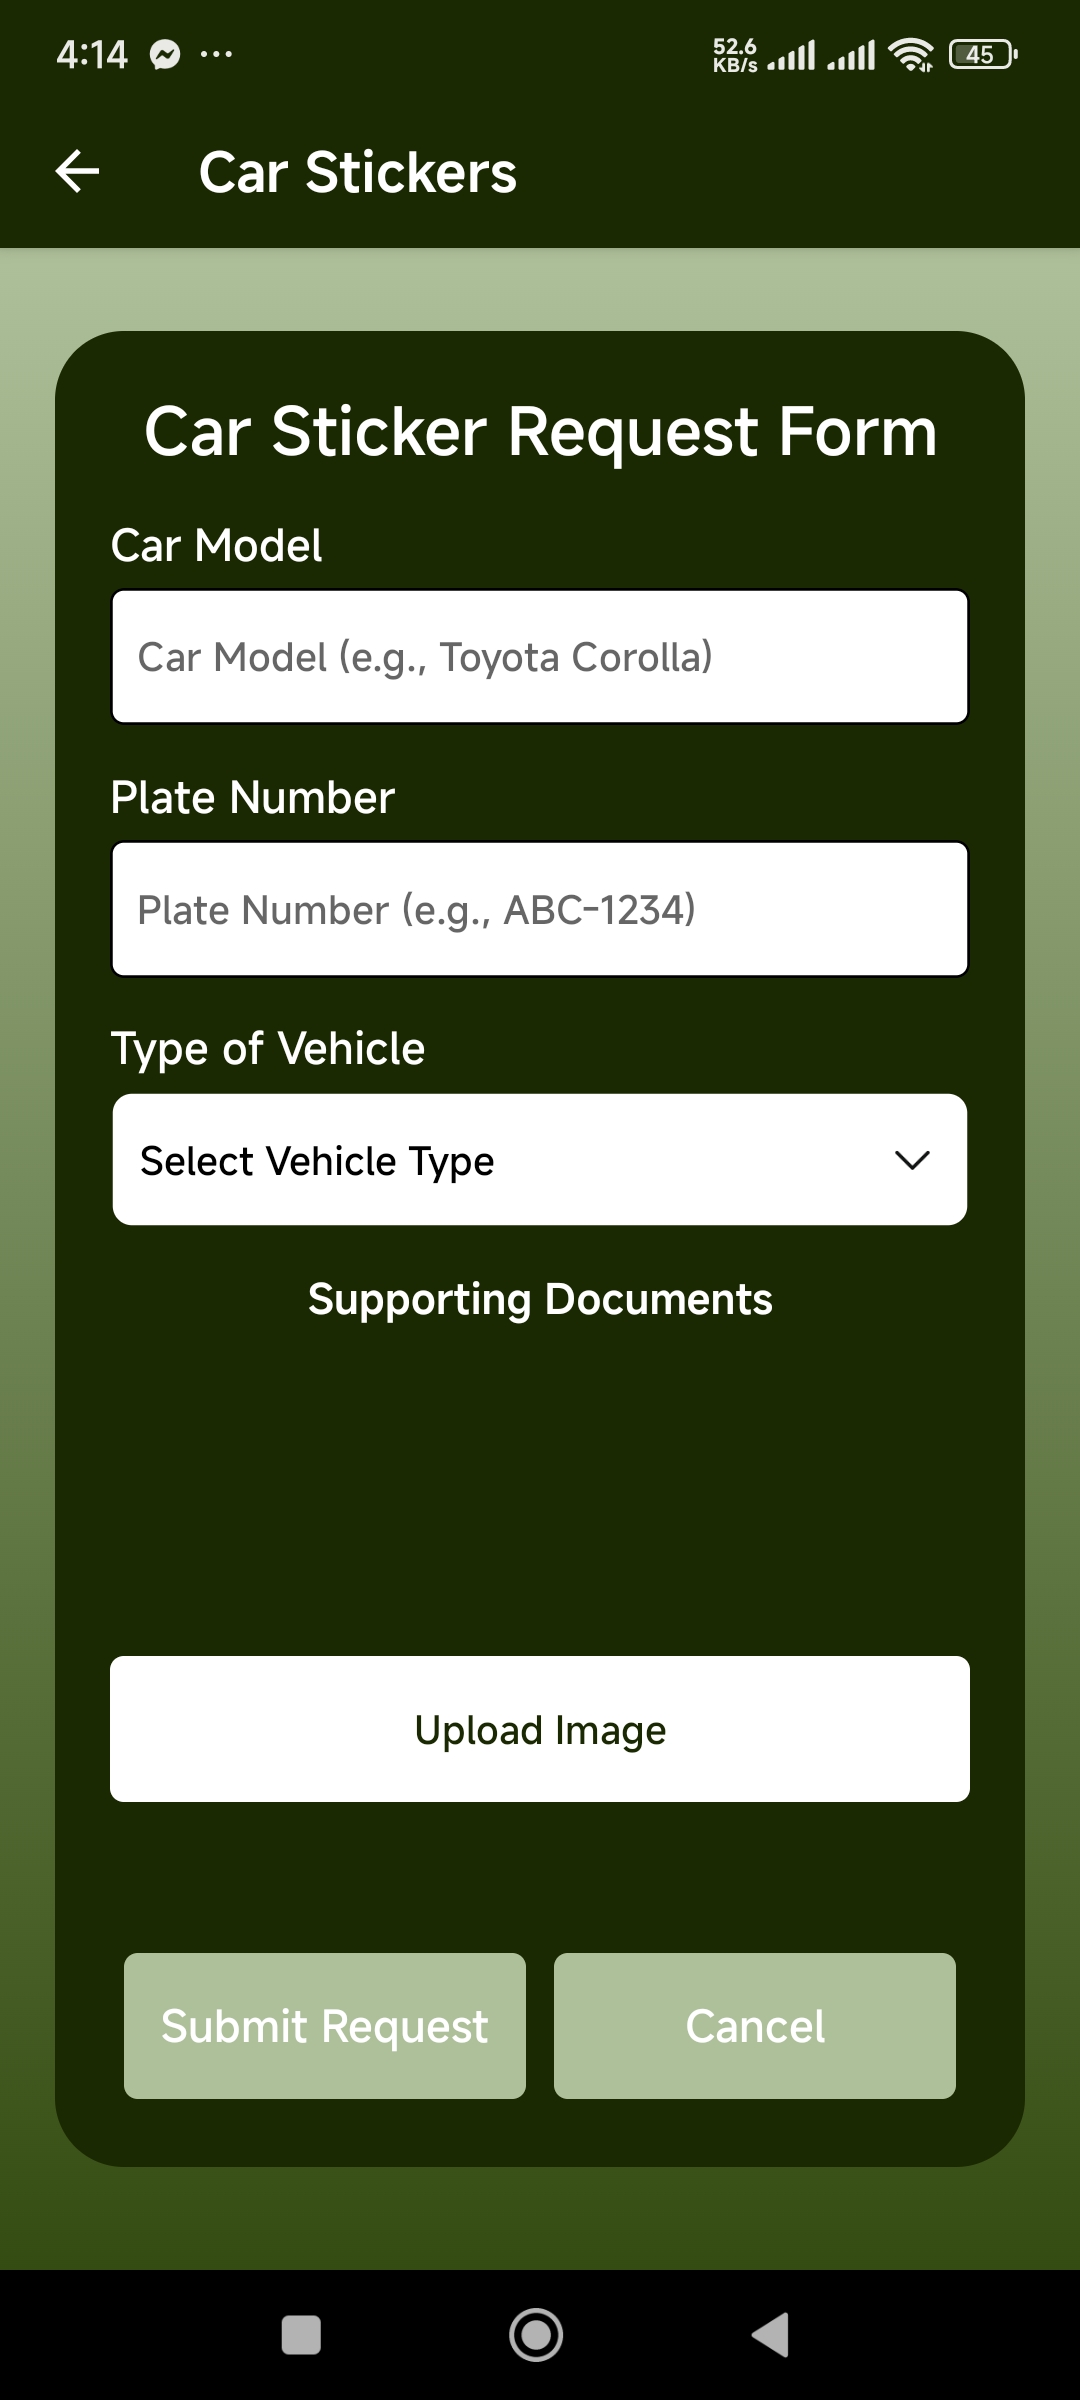 4:14
52.6
KB/s
45
Car Stickers
Car Sticker Request Form
Car Model
Car Model (e.g., Toyota Corolla)
Plate Number
Plate Number (e.g., ABC-1234)
Type of Vehicle
Select Vehicle Type
Supporting Documents
Upload Image
Submit Request
Cancel